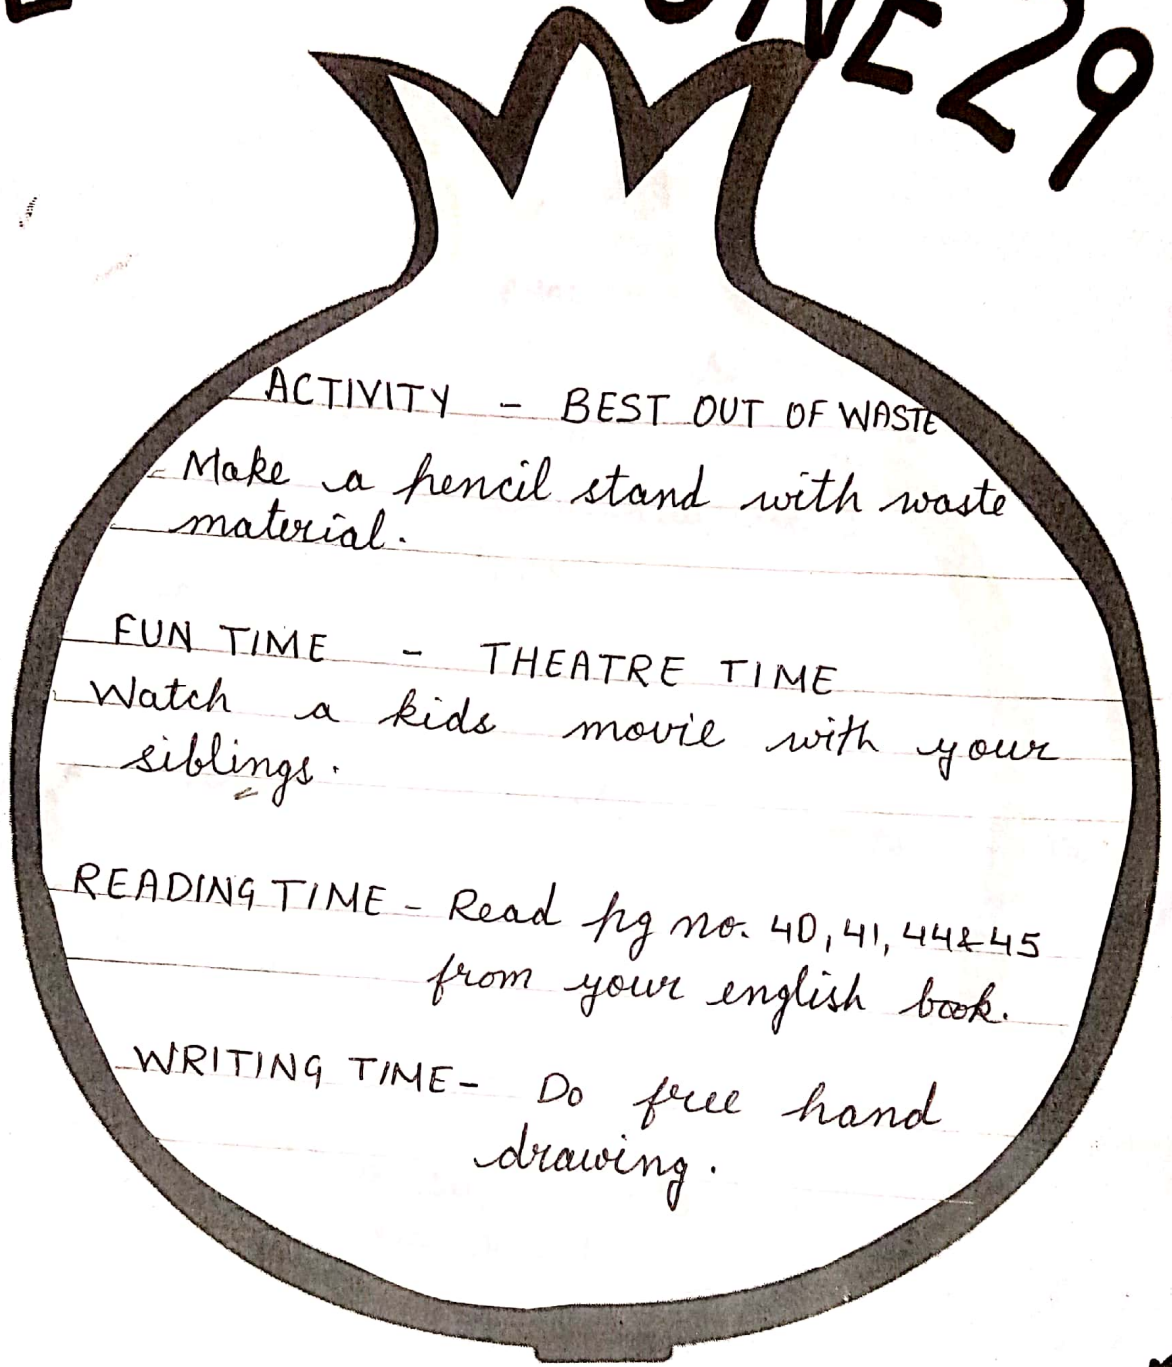 UNE 29
ACTIVITY - BEST OUT OF WASTE
Make a pencil stand with waste
material.
FUN TIME - THEATRE TIME
Watch a kids movie with your
siblings.
READING TIME - Read pg no. 40, 41, 44 & 45
from your english book.
WRITING TIME - Do free hand
drawing.